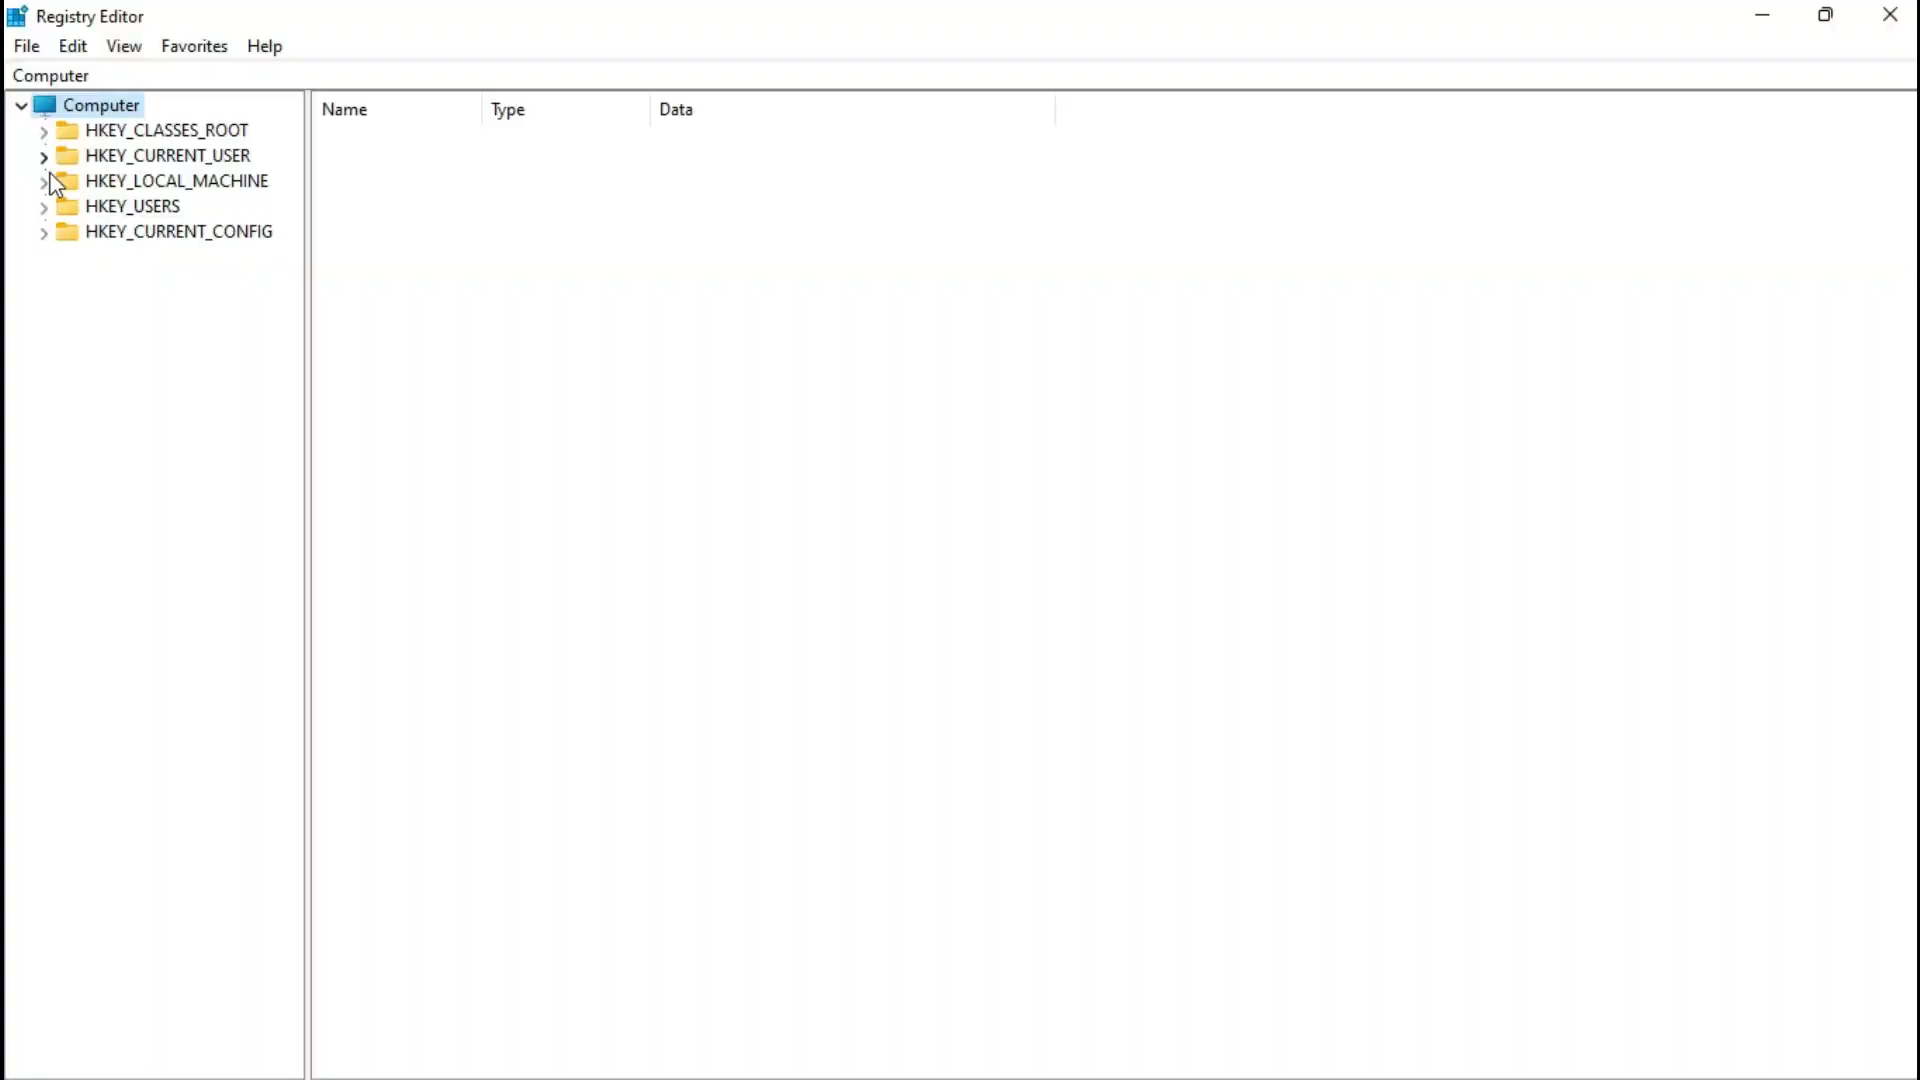 Registry Editor
File Edit View Favorites Help
Computer
Computer
HKEY_CLASSES_ROOT
HKEY_CURRENT_USER
HKEY_LOCAL_MACHINE
HKEY_USERS
HKEY_CURRENT_CONFIG
Name Type Data